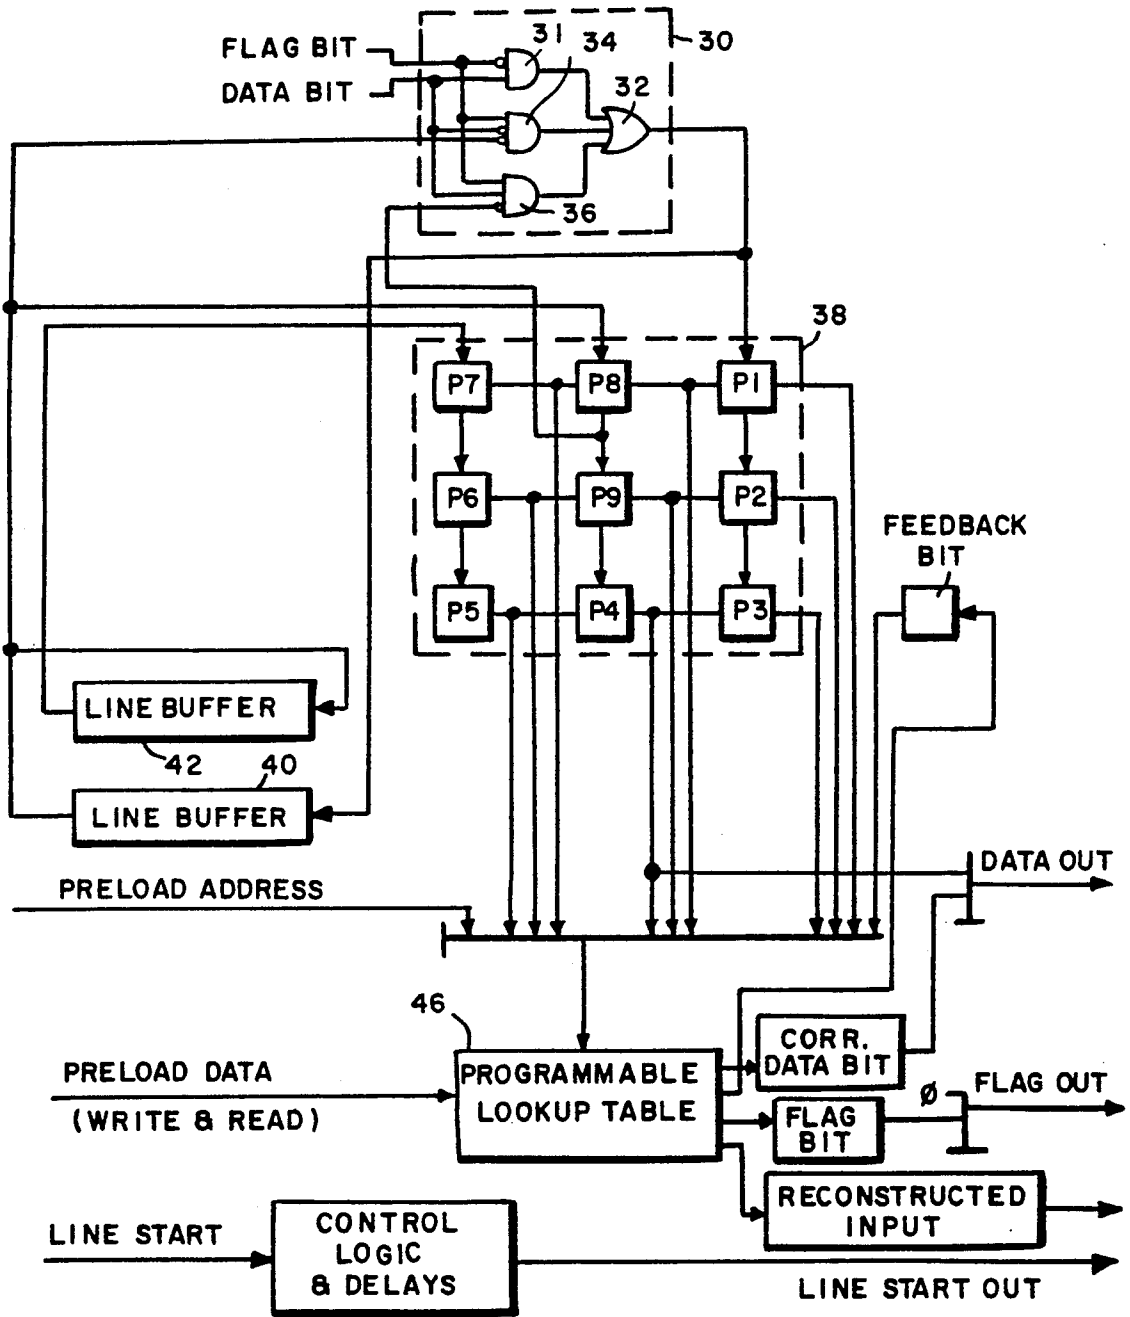 FLAG BIT
DATA BIT
31
34
30
32
36
38
P7
P8
P1
P6
P9
P2
P5
P4
P3
FEEDBACK
BIT
LINE BUFFER
42
40
LINE BUFFER
PRELOAD ADDRESS
DATA OUT
46
PRELOAD DATA
(WRITE & READ)
PROGRAMMABLE
LOOKUP TABLE
CORR.
DATA BIT
Ø
FLAG OUT
FLAG
BIT
RECONSTRUCTED
INPUT
LINE START
CONTROL
LOGIC
& DELAYS
LINE START OUT